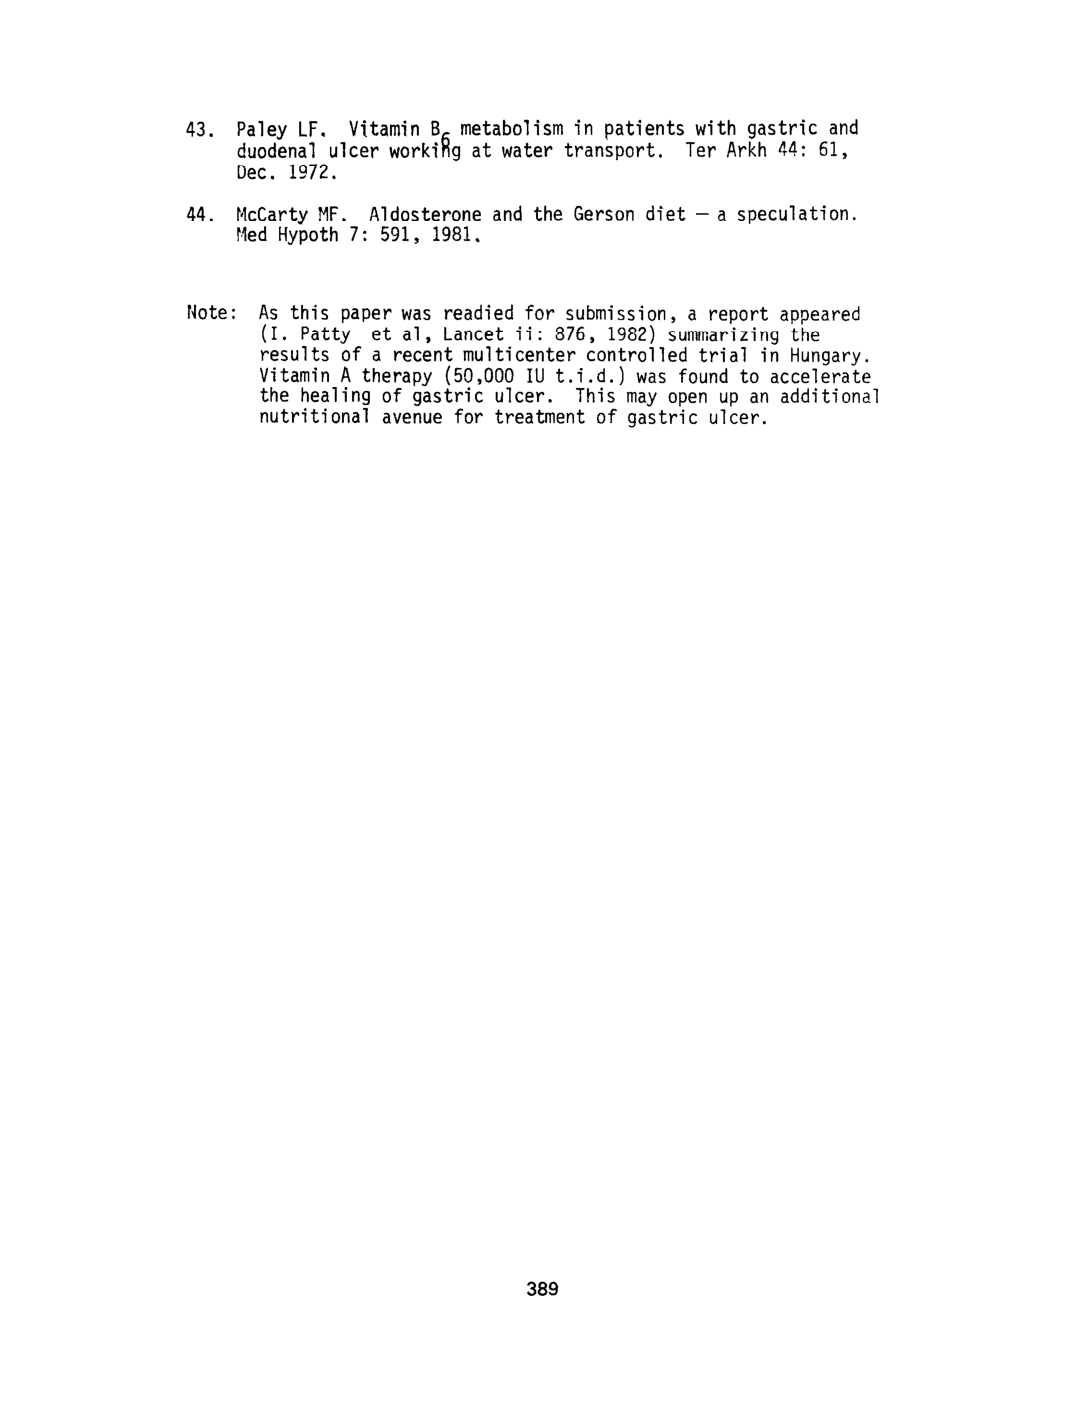 43. Paley LF. Vitamin B6 metabolism in patients with gastric and
duodenal ulcer working at water transport. Ter Arkh 44: 61,
Dec. 1972.
44. McCarty MF. Aldosterone and the Gerson diet — a speculation.
Med Hypoth 7: 591, 1981.
Note: As this paper was readied for submission, a report appeared
(I. Patty et al, Lancet ii: 876, 1982) summarizing the
results of a recent multicenter controlled trial in Hungary.
Vitamin A therapy (50,000 IU t.i.d.) was found to accelerate
the healing of gastric ulcer. This may open up an additional
nutritional avenue for treatment of gastric ulcer.
389